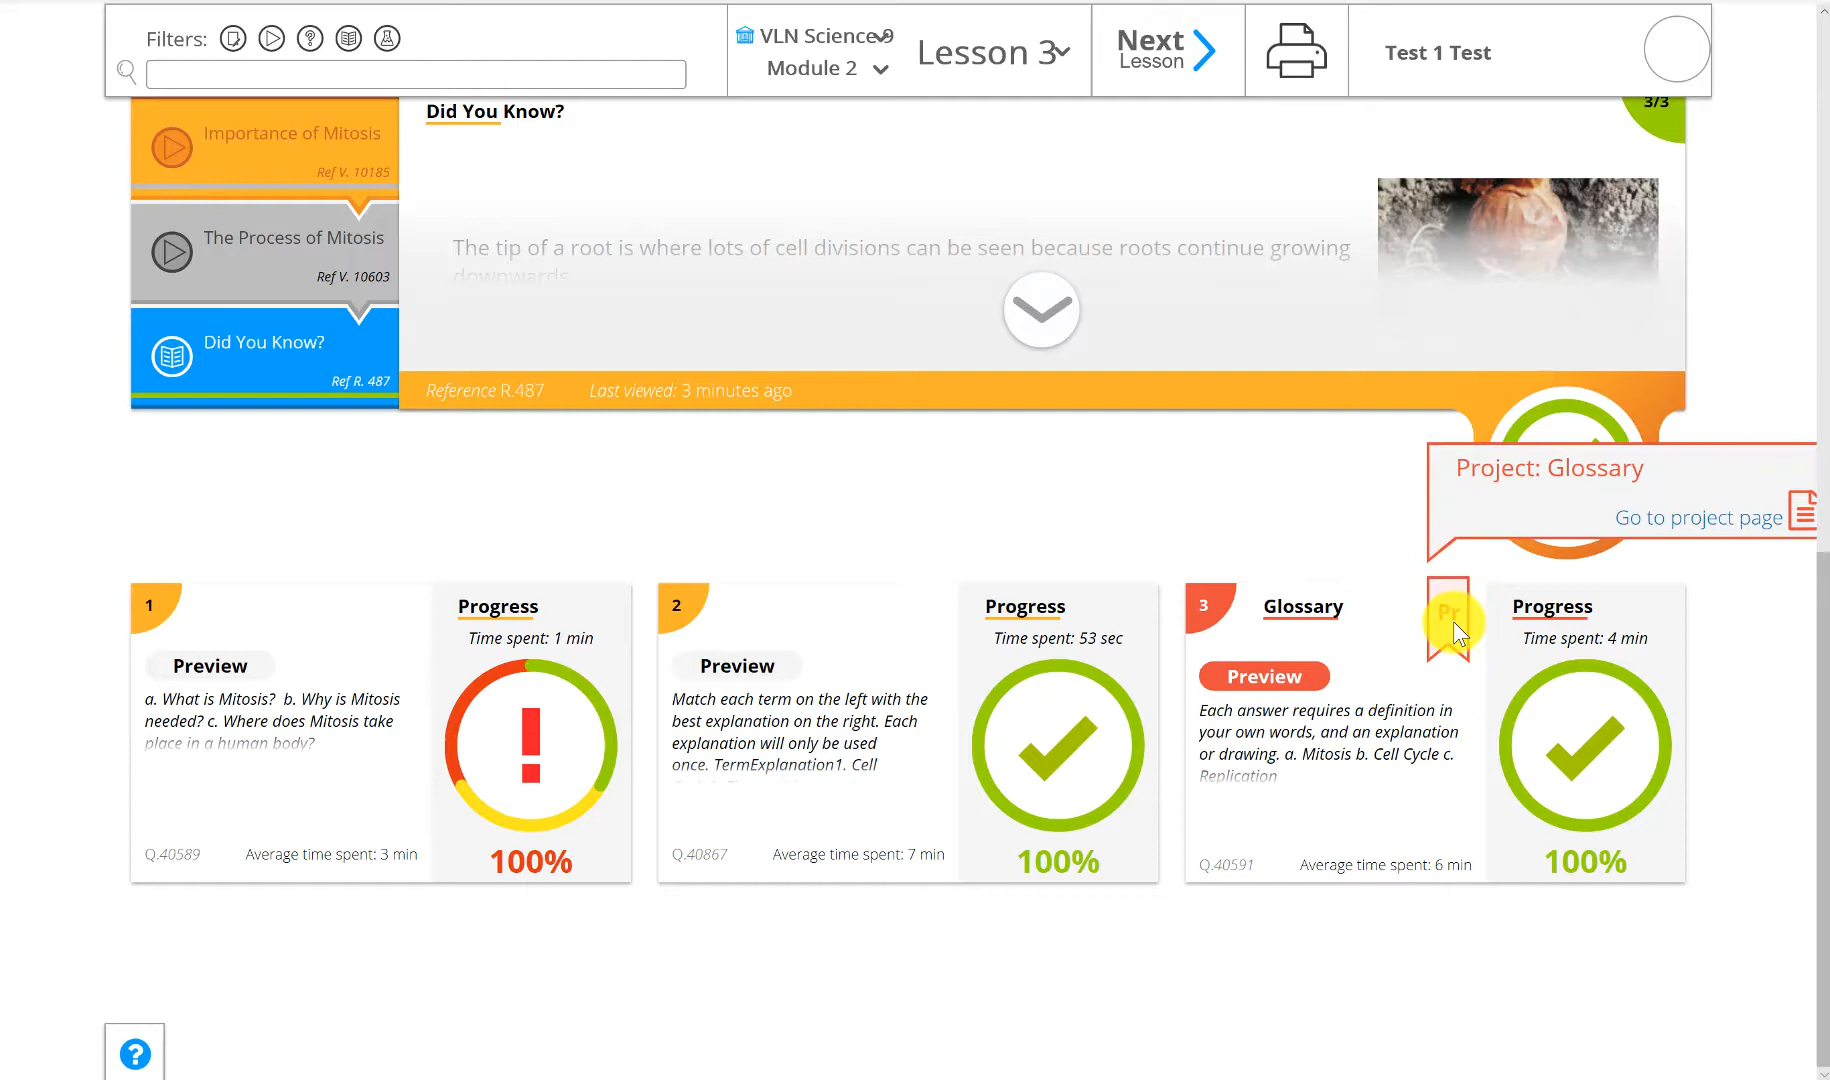 Filters:
VLN Science 9
Module 2
Lesson 3
Next
Lesson
Test 1 Test
Importance of Mitosis
Ref V. 10185
The Process of Mitosis
Ref V. 10603
Did You Know?
Ref R. 487
Did You Know?
3/3
The tip of a root is where lots of cell divisions can be seen because roots continue growing
downwards
Reference R.487
Last viewed: 3 minutes ago
Project: Glossary
Go to project page
1
Progress
Time spent: 1 min
Preview
a. What is Mitosis? b. Why is Mitosis
needed? c. Where does Mitosis take
place in a human body?
Q.40589
Average time spent: 3 min
100%
2
Progress
Time spent: 53 sec
Preview
Match each term on the left with the
best explanation on the right. Each
explanation will only be used
once. TermExplanation1. Cell
Q.40867
Average time spent: 7 min
100%
3
Glossary
Pr
Progress
Time spent: 4 min
Preview
Each answer requires a definition in
your own words, and an explanation
or drawing. a. Mitosis b. Cell Cycle c.
Replication
Q.40591
Average time spent: 6 min
100%
?